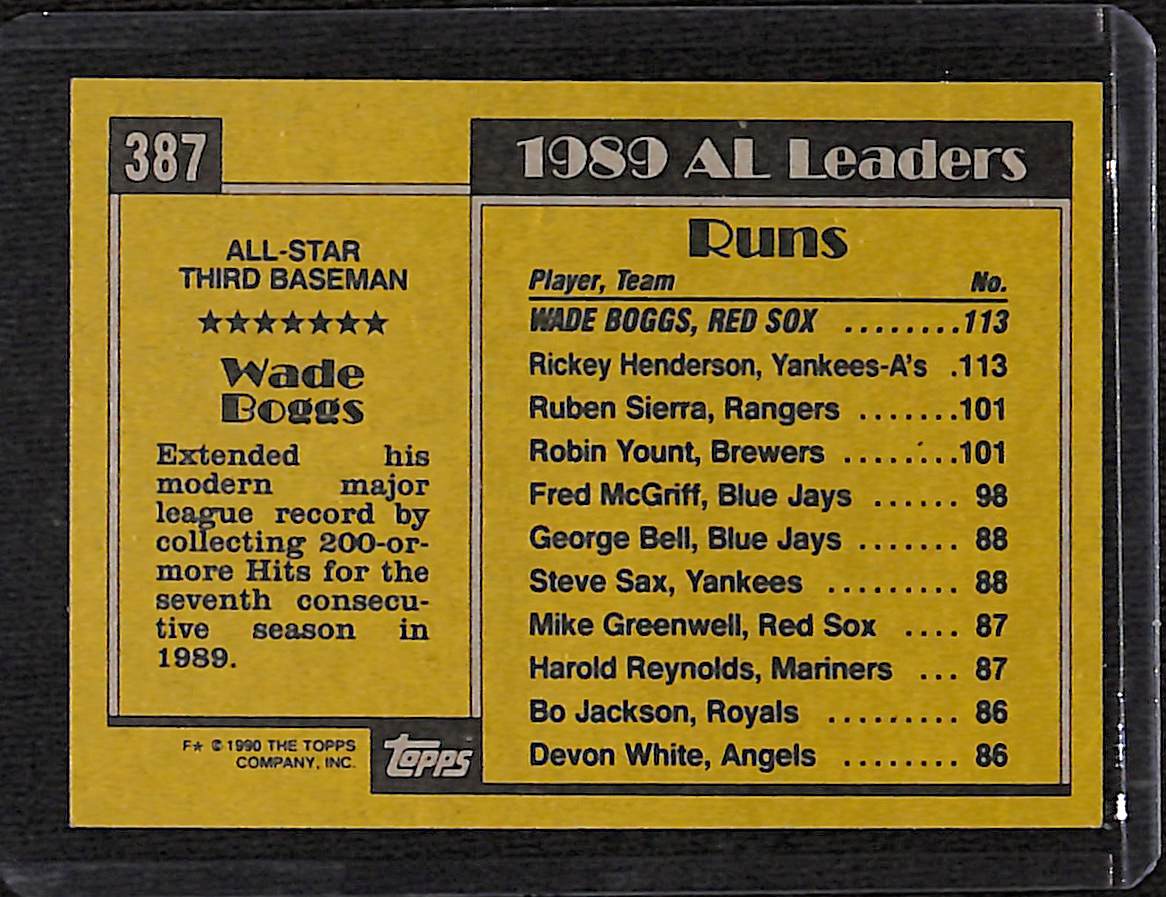 387
ALL-STAR
THIRD BASEMAN
★★★★★★★
Wade
Boggs
Extended his
modern major
league record by
collecting 200-or-
more Hits for the
seventh consecu-
tive season in
1989.
F★ © 1990 THE TOPPS
COMPANY, INC.
TOPPS
1989 AL Leaders
Runs
Player, Team No.
WADE BOGGS, RED SOX ........113
Rickey Henderson, Yankees-A's .113
Ruben Sierra, Rangers .......101
Robin Yount, Brewers ........101
Fred McGriff, Blue Jays ...... 98
George Bell, Blue Jays ....... 88
Steve Sax, Yankees ......... 88
Mike Greenwell, Red Sox .... 87
Harold Reynolds, Mariners ... 87
Bo Jackson, Royals ......... 86
Devon White, Angels ........ 86